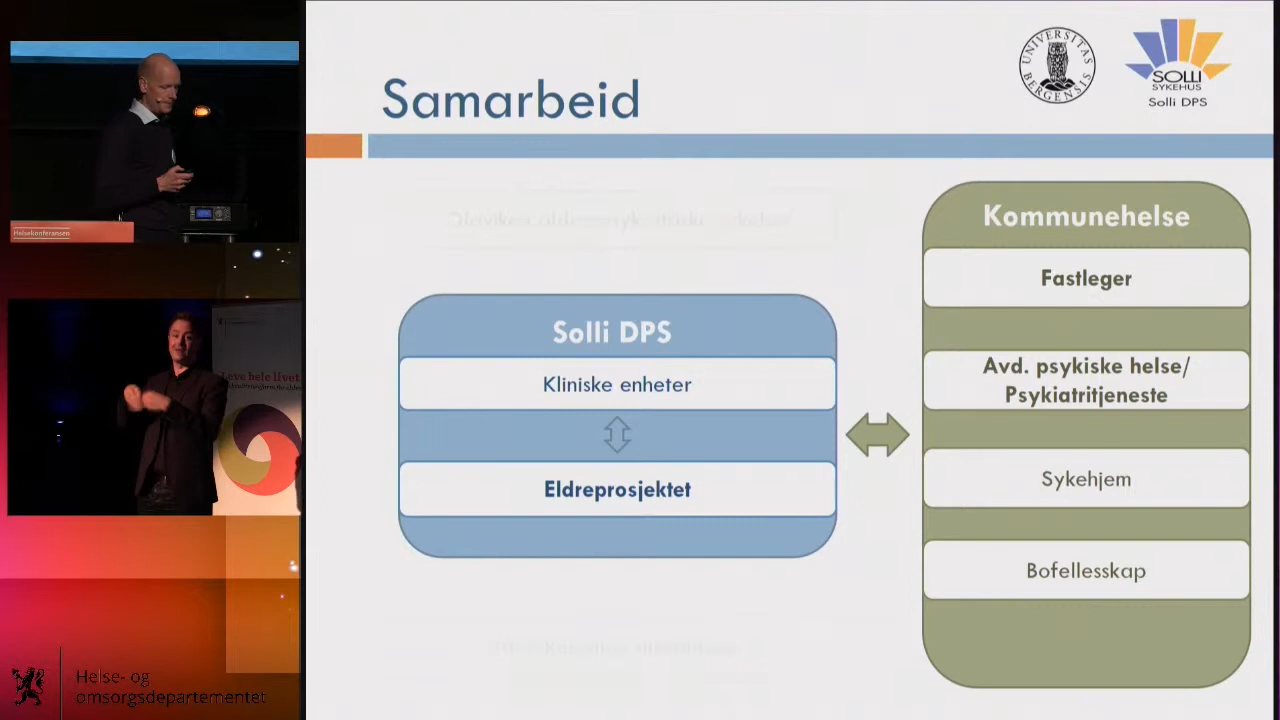 Samarbeid
UNIVERSITAS
BERGENSIS
SOLLI
SYKEHUS
Solli DPS
Solli DPS
Kliniske enheter
Eldreprosjektet
Kommunehelse
Fastleger
Avd. psykiske helse/
Psykiatritjeneste
Sykehjem
Bofellesskap
Helsekonferansen
Leve hele livet
Helse- og
omsorgsdepartementet